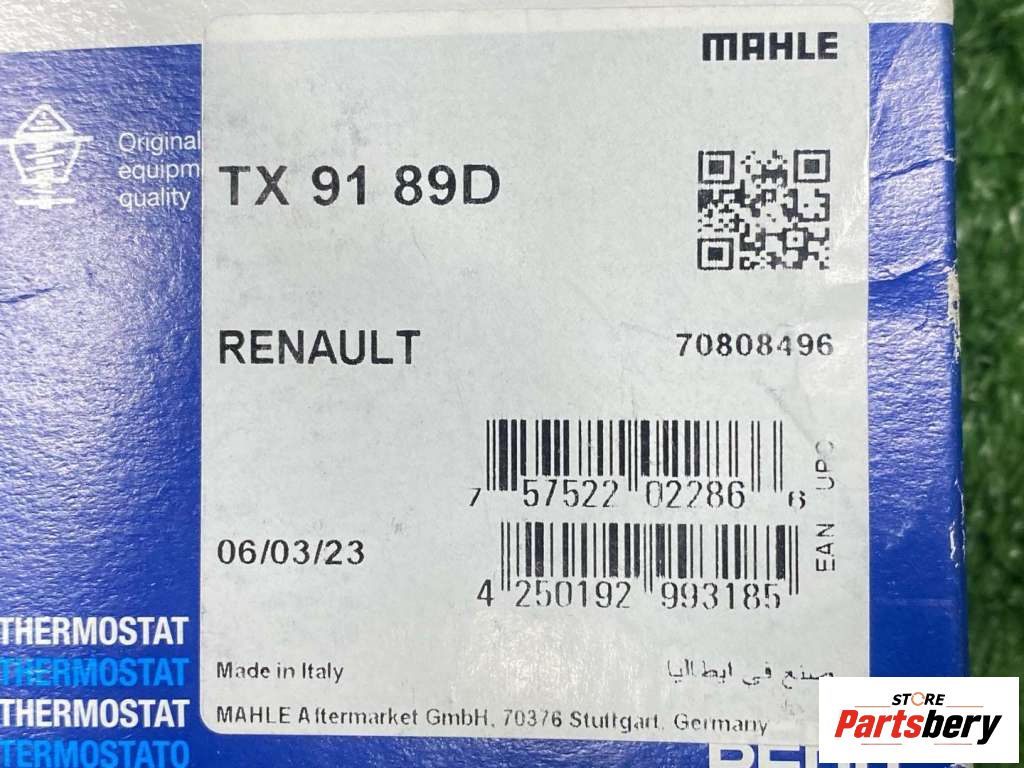 MAHLE
Original
equipm
quality
TX 91 89D
RENAULT
70808496
7 57522 02286 6
UPC
06/03/23
4 250192 993185
EAN
THERMOSTAT
THERMOSTAT
THERMOSTAT
TERMOSTATO
Made in Italy
صنع في ايطاليا
MAHLE Aftermarket GmbH, 70376 Stuttgart, Germany
STORE
Partsbery